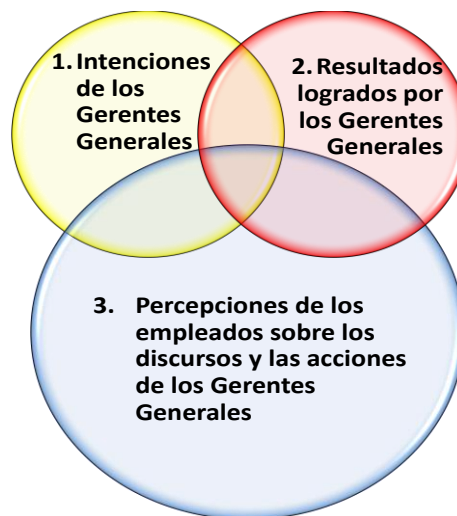 1. Intenciones
de los
Gerentes
Generales
2. Resultados
logrados por
los Gerentes
Generales
3. Percepciones de los
empleados sobre los
discursos y las acciones
de los Gerentes
Generales